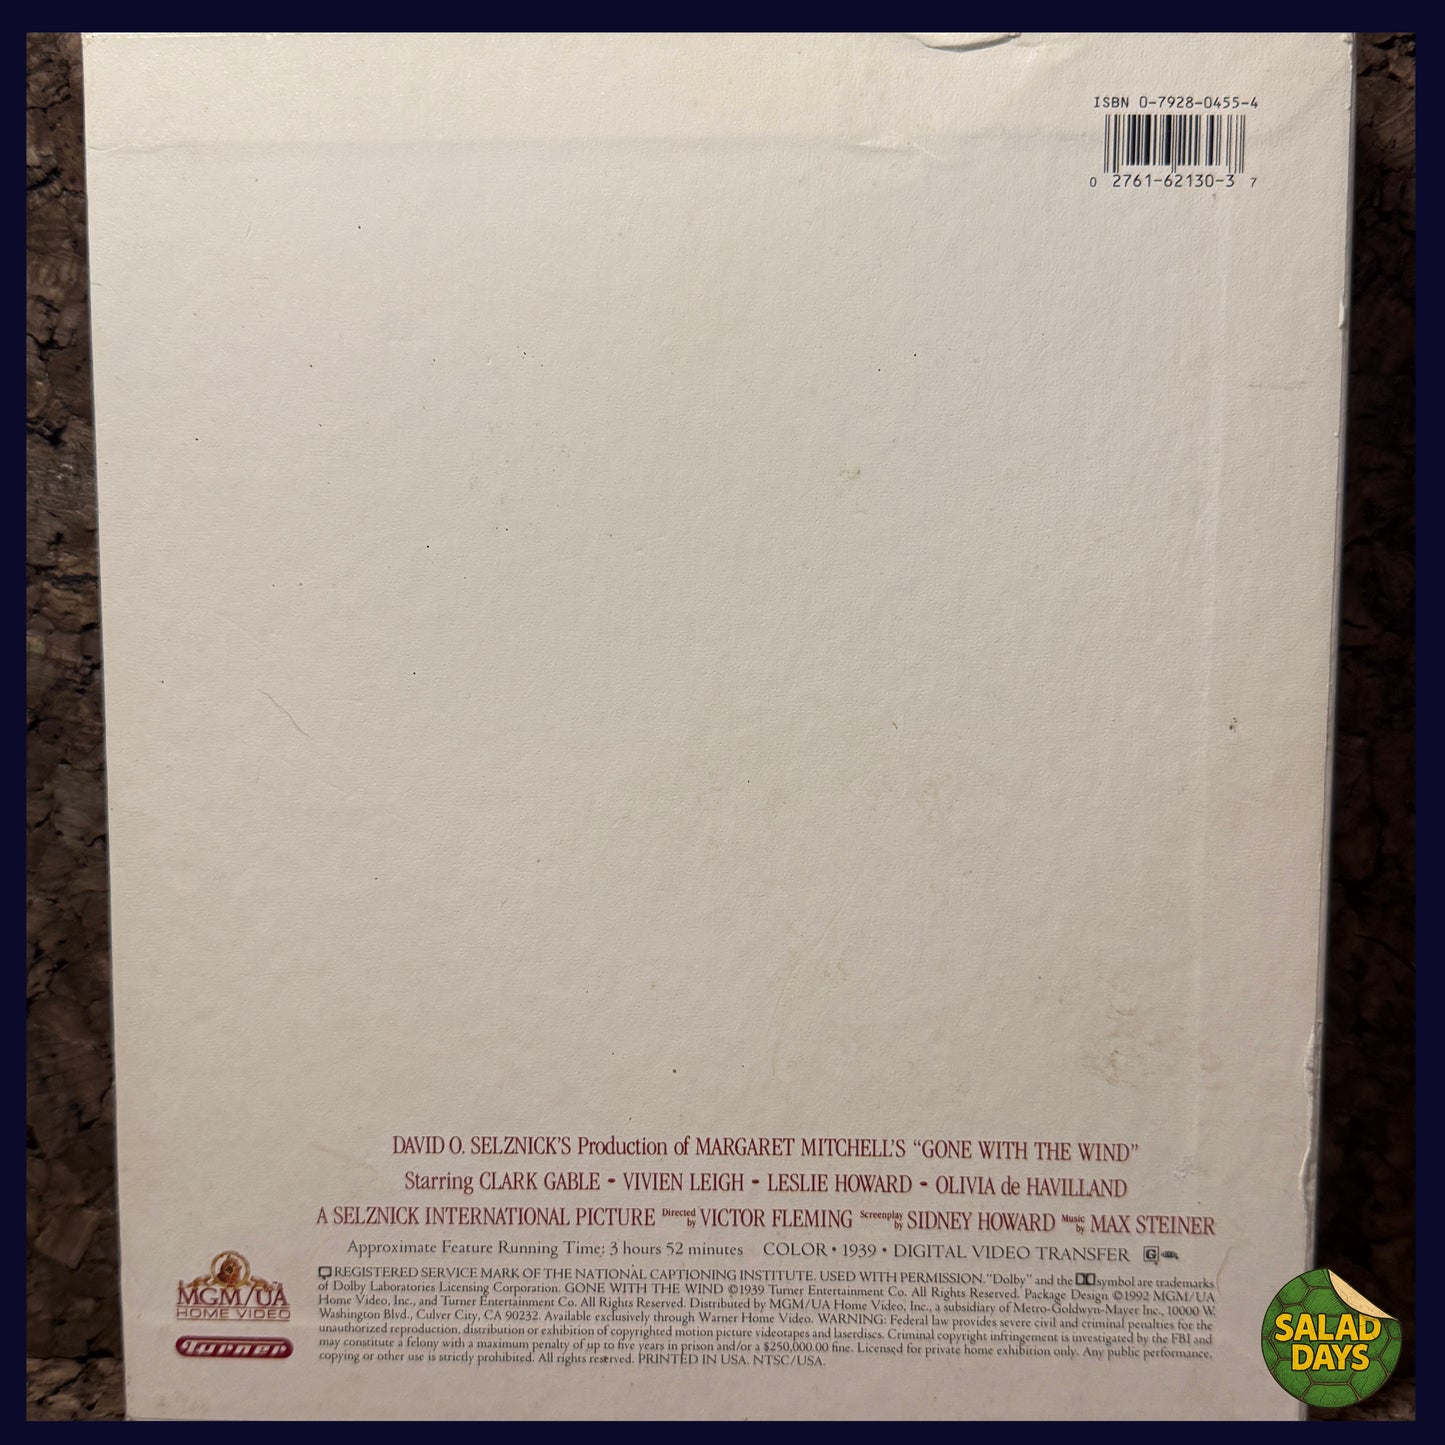 ISBN 0-7928-0455-4
0 2761-62130-3 7
DAVID O. SELZNICK'S Production of MARGARET MITCHELL'S "GONE WITH THE WIND"
Starring CLARK GABLE - VIVIEN LEIGH - LESLIE HOWARD - OLIVIA de HAVILLAND
A SELZNICK INTERNATIONAL PICTURE Directed by VICTOR FLEMING Screenplay by SIDNEY HOWARD Music by MAX STEINER
Approximate Feature Running Time: 3 hours 52 minutes COLOR • 1939 • DIGITAL VIDEO TRANSFER G
REGISTERED SERVICE MARK OF THE NATIONAL CAPTIONING INSTITUTE. USED WITH PERMISSION. "Dolby" and the symbol are trademarks
of Dolby Laboratories Licensing Corporation. GONE WITH THE WIND ©1939 Turner Entertainment Co. All Rights Reserved. Package Design ©1992 MGM/UA
Home Video, Inc., and Turner Entertainment Co. All Rights Reserved. Distributed by MGM/UA Home Video, Inc., a subsidiary of Metro-Goldwyn-Mayer Inc., 10000 W.
Washington Blvd., Culver City, CA 90232. Available exclusively through Warner Home Video. WARNING: Federal law provides severe civil and criminal penalties for the
unauthorized reproduction, distribution or exhibition of copyrighted motion picture videotapes and laserdiscs. Criminal copyright infringement is investigated by the FBI and
may constitute a felony with a maximum penalty of up to five years in prison and/or a $250,000.00 fine. Licensed for private home exhibition only. Any public performance,
copying or other use is strictly prohibited. All rights reserved. PRINTED IN USA. NTSC/USA.
MGM/UA
HOME VIDEO
Turner
SALAD
DAYS